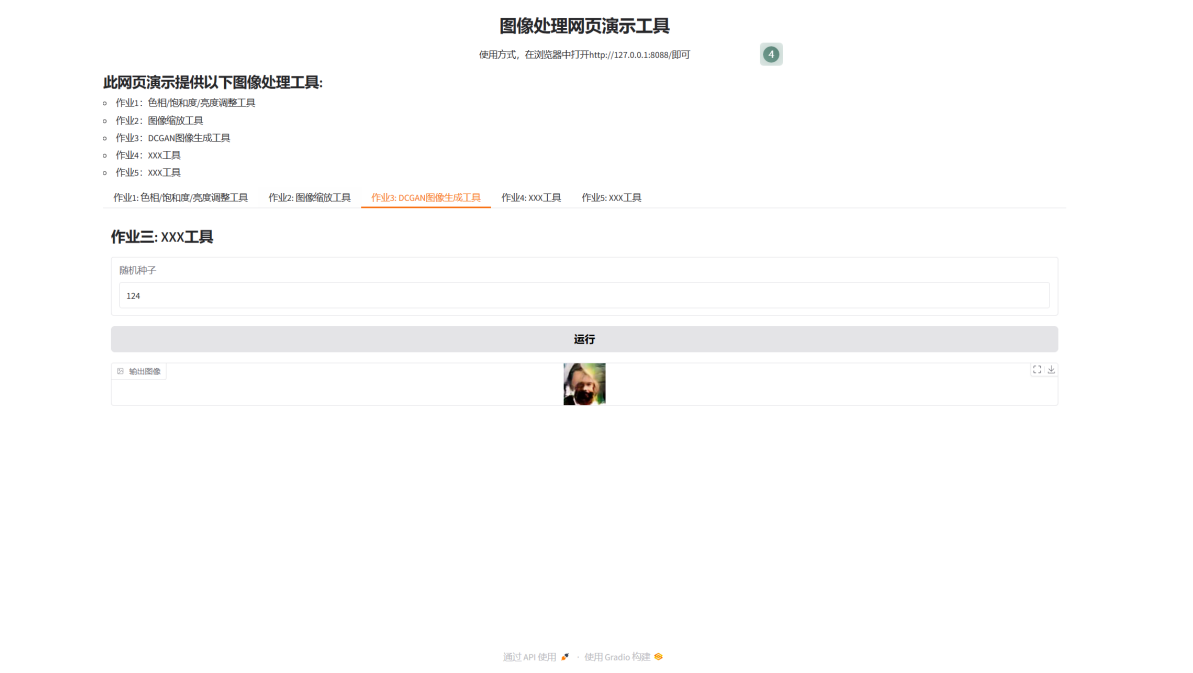 图像处理网页演示工具
使用方式，在浏览器中打开http://127.0.0.1:8088/即可
4
此网页演示提供以下图像处理工具:
作业1：色相/饱和度/亮度调整工具
作业2：图像缩放工具
作业3：DCGAN图像生成工具
作业4：XXX工具
作业5：XXX工具
作业1: 色相/饱和度/亮度调整工具 作业2: 图像缩放工具 作业3: DCGAN图像生成工具 作业4: XXX工具 作业5: XXX工具
作业三: XXX工具
随机种子
124
运行
输出图像
通过 API 使用 · 使用 Gradio 构建